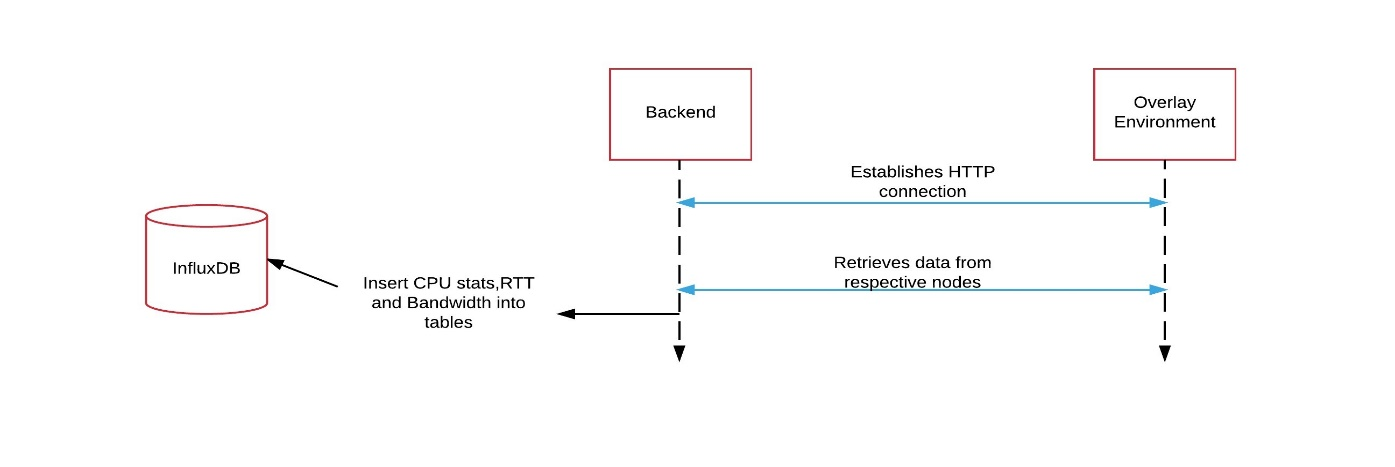 Backend
Overlay
Environment
Establishes HTTP
connection
InfluxDB
Insert CPU stats,RTT
and Bandwidth into
tables
Retrieves data from
respective nodes